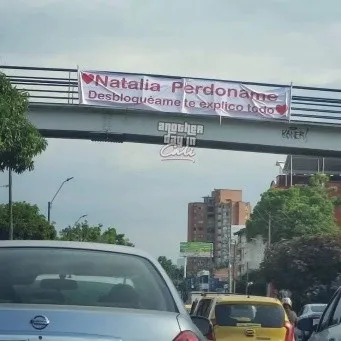 Natalia Perdoname
Desbloquéame te explico todo
another
day in
Cali